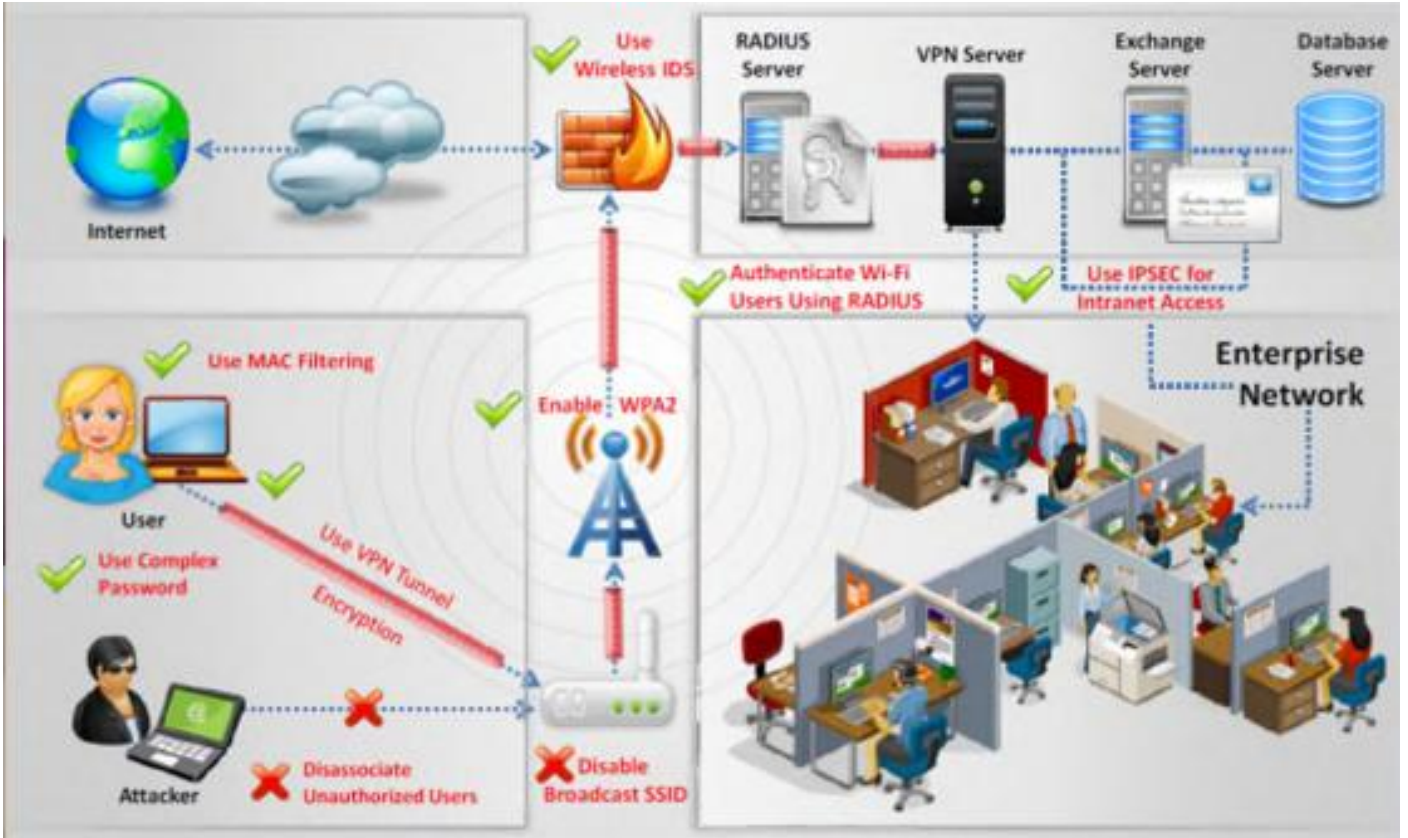 Use
Wireless IDS
RADIUS
Server
VPN Server
Exchange
Server
Database
Server
Internet
Authenticate Wi-Fi
Users Using RADIUS
Use IPSEC for
Intranet Access
Use MAC Filtering
Enable WPA2
Enterprise
Network
User
Use Complex
Password
Use VPN Tunnel
Encryption
Attacker
Disassociate
Unauthorized Users
Disable
Broadcast SSID